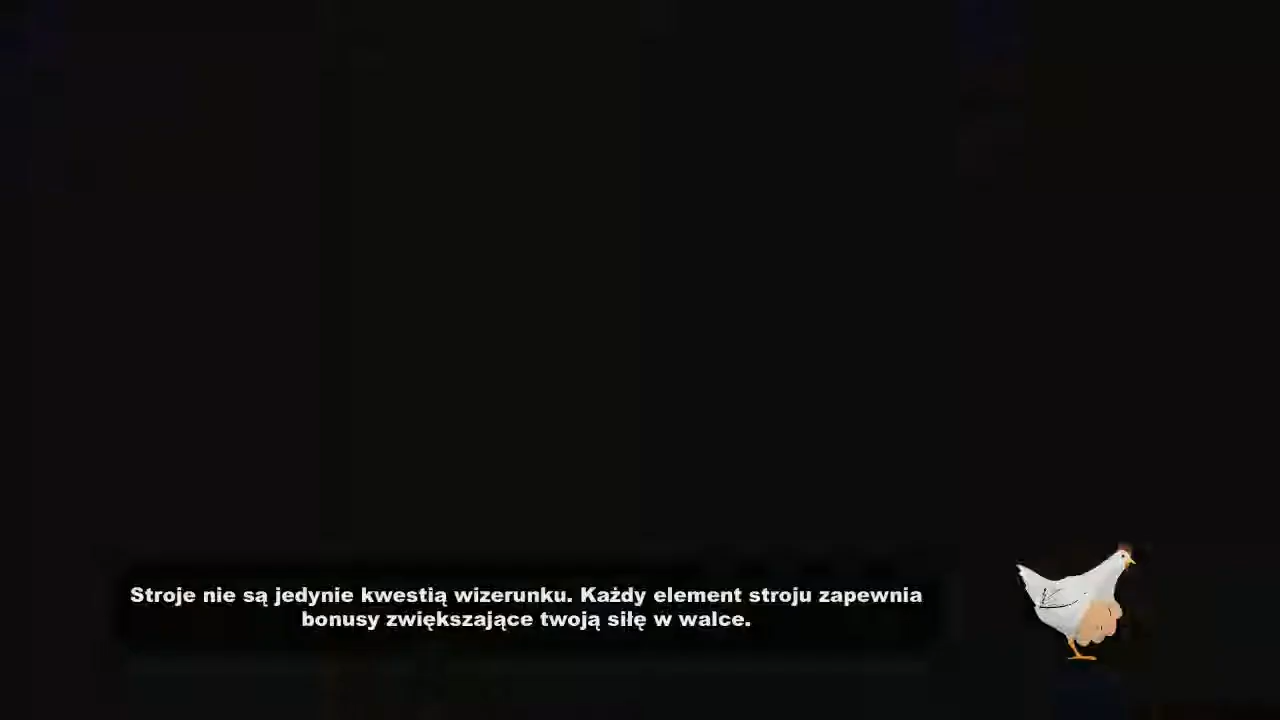 Stroje nie są jedynie kwestią wizerunku. Każdy element stroju zapewnia
bonusy zwiększające twoją siłę w walce.